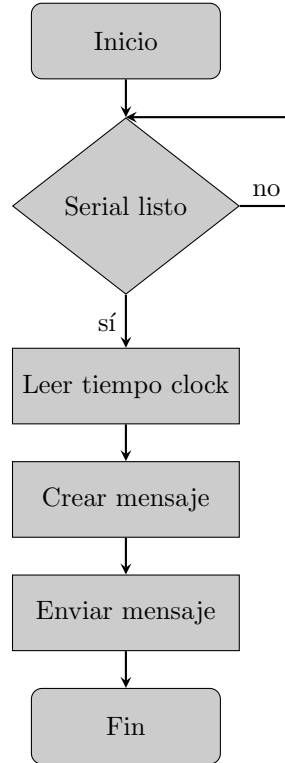 Inicio
Serial listo
no
sí
Leer tiempo clock
Crear mensaje
Enviar mensaje
Fin